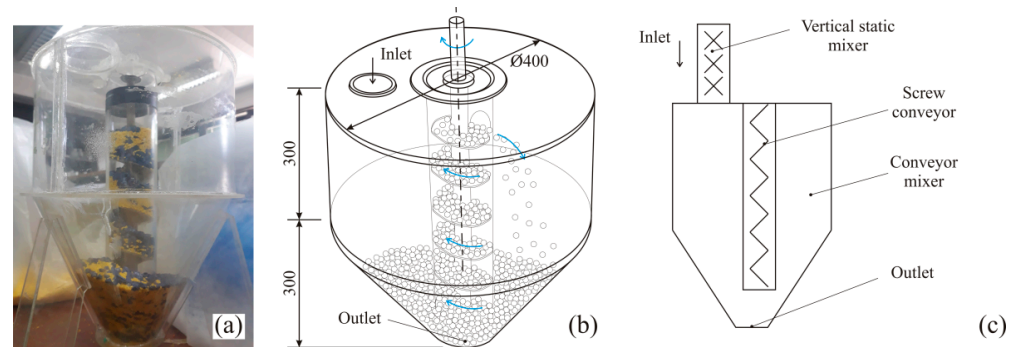 (a)
Inlet
Ø400
300
300
Outlet
(b)
Inlet
Vertical static
mixer
Screw
conveyor
Conveyor
mixer
Outlet
(c)